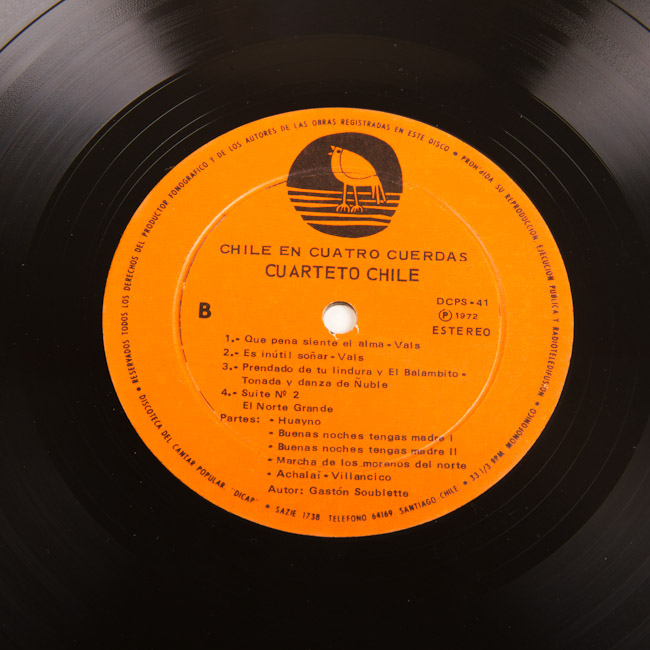 RESERVADOS TODOS LOS DERECHOS DEL PRODUCTOR FONOGRAFICO Y DE LOS AUTORES DE LAS OBRAS REGISTRADAS EN ESTE DISCO * PROHIBIDA SU REPRODUCCION EJECUCION PUBLICA Y RADIOTELEDIFUSION
CHILE EN CUATRO CUERDAS
CUARTETO CHILE
B
DCPS-41
Ⓟ 1972
ESTEREO
1.- Que pena siente el alma - Vals
2.- Es inútil soñar - Vals
3.- Prendado de tu lindura y El Balambito -
Tonada y danza de Ñuble
4.- Suite Nº 2
El Norte Grande
Partes: - Huayno
- Buenas noches tengas madre I
- Buenas noches tengas madre II
- Marcha de los morenos del norte
- Achalaí - Villancico
Autor: Gastón Soublette
* DISCOTECA DEL CANTAR POPULAR "DICAP" * SAZIE 1738 TELEFONO 64169 SANTIAGO CHILE * 33 1/3 RPM MONOFONICO *